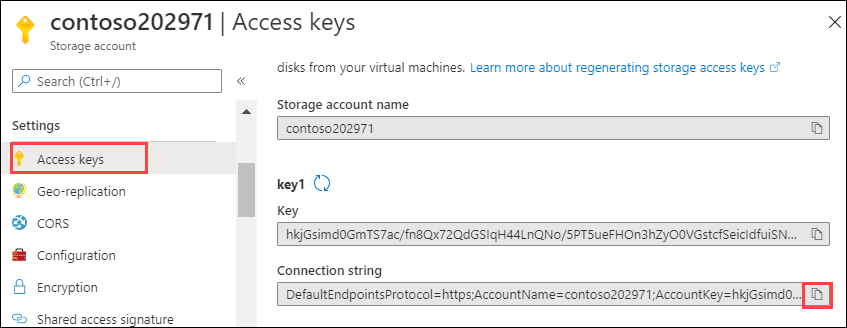 contoso202971 | Access keys
Storage account
Search (Ctrl+/)
«
Settings
Access keys
Geo-replication
CORS
Configuration
Encryption
Shared access signature
disks from your virtual machines. Learn more about regenerating storage access keys
Storage account name
contoso202971
key1
Key
hkjGsimd0GmTS7ac/fn8Qx72QdGSIqH44LnQNo/5PT5ueFHOn3hZyO0VGstcfSeicIdfuiSN...
Connection string
DefaultEndpointsProtocol=https;AccountName=contoso202971;AccountKey=hkjGsimd0...